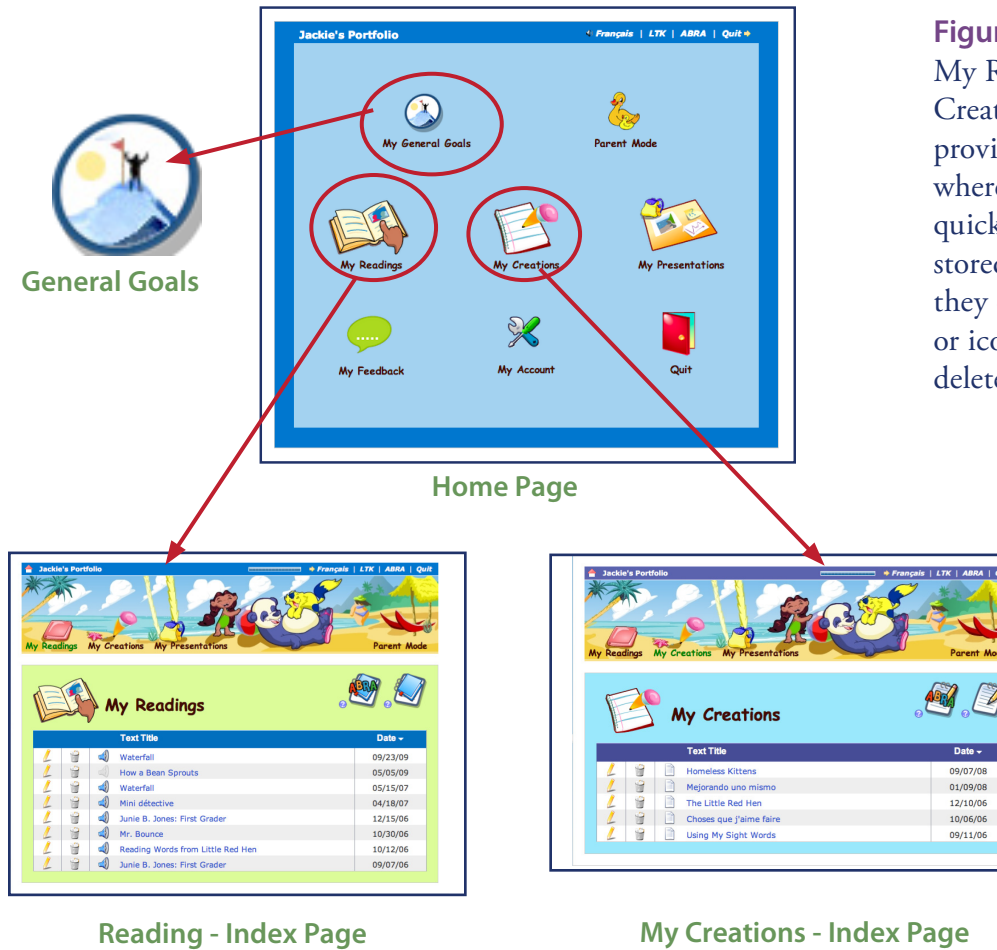 Jackie's Portfolio
Français | LTK | ABRA | Quit
My General Goals
Parent Mode
My Readings
My Creations
My Presentations
My Feedback
My Account
Quit
General Goals
Home Page
My R
Creat
provi
where
quick
stored
they
or ico
delete
Jackie's Portfolio
Français | LTK | ABRA | Quit
My Readings My Creations My Presentations
Parent Mode
ABRA
My Readings
Text Title Date
Waterfall 09/23/09
How a Bean Sprouts 05/05/09
Waterfall 05/15/07
Mini détective 04/18/07
Junie B. Jones: First Grader 12/15/06
Mr. Bounce 10/30/06
Reading Words from Little Red Hen 10/12/06
Junie B. Jones: First Grader 09/07/06
Reading - Index Page
Jackie's Portfolio
Français | LTK | ABRA |
My Readings My Creations My Presentations
Parent Mo
ABRA
My Creations
Text Title Date
Homeless Kittens 09/07/08
Mejorando uno mismo 01/09/08
The Little Red Hen 12/10/06
Choses que j'aime faire 10/06/06
Using My Sight Words 09/11/06
My Creations - Index Page